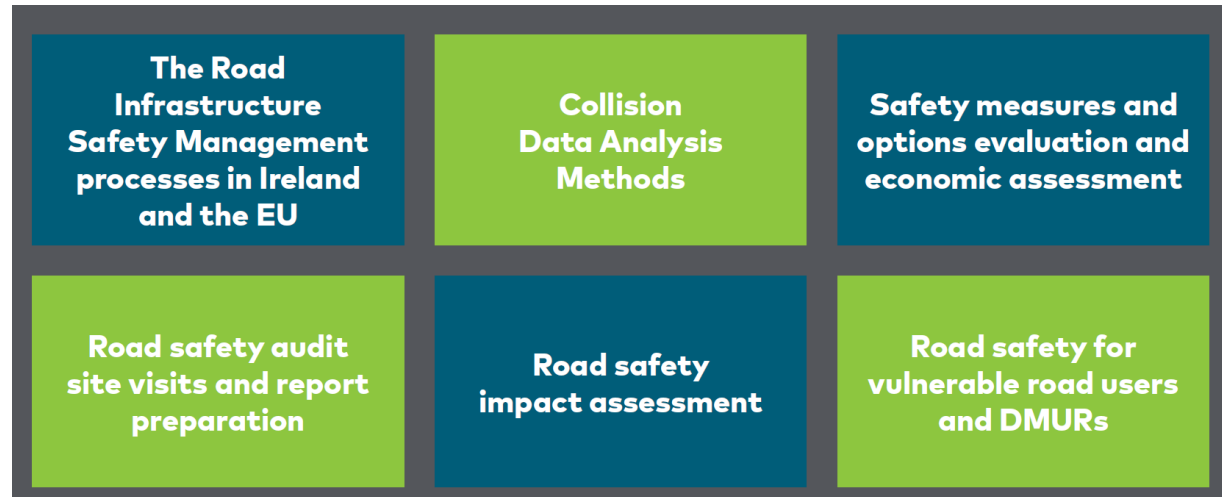 The Road
Infrastructure
Safety Management
processes in Ireland
and the EU
Collision
Data Analysis
Methods
Safety measures and
options evaluation and
economic assessment
Road safety audit
site visits and report
preparation
Road safety
impact assessment
Road safety for
vulnerable road users
and DMURs